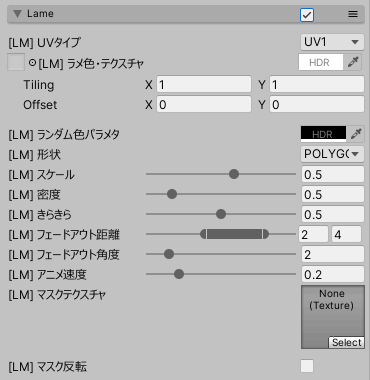 Lame
[LM] UVタイプ UV1
[LM] ラメ色・テクスチャ HDR
Tiling X 1 Y 1
Offset X 0 Y 0
[LM] ランダム色パラメタ HDR
[LM] 形状 POLYG
[LM] スケール 0.5
[LM] 密度 0.5
[LM] きらきら 0.5
[LM] フェードアウト距離 2 4
[LM] フェードアウト角度 2
[LM] アニメ速度 0.2
[LM] マスクテクスチャ None
(Texture)
Select
[LM] マスク反転